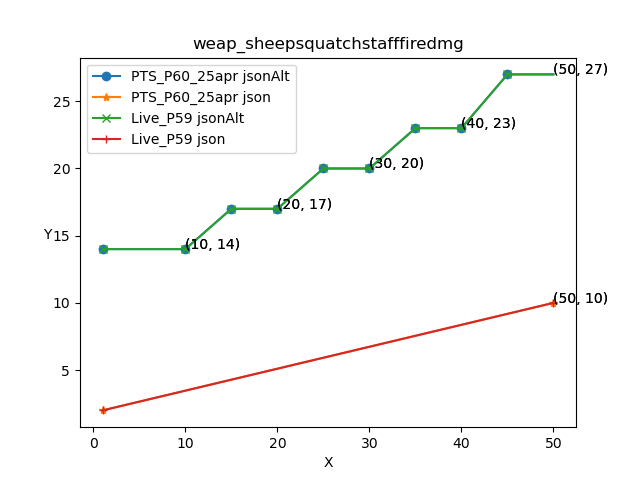 weap_sheepsquatchstafffiredmg
PTS_P60_25apr jsonAlt
PTS_P60_25apr json
Live_P59 jsonAlt
Live_P59 json
(50, 27)
(40, 23)
(30, 20)
(20, 17)
(10, 14)
(50, 10)
Y
25
20
15
10
5
0
10
20
30
40
50
X